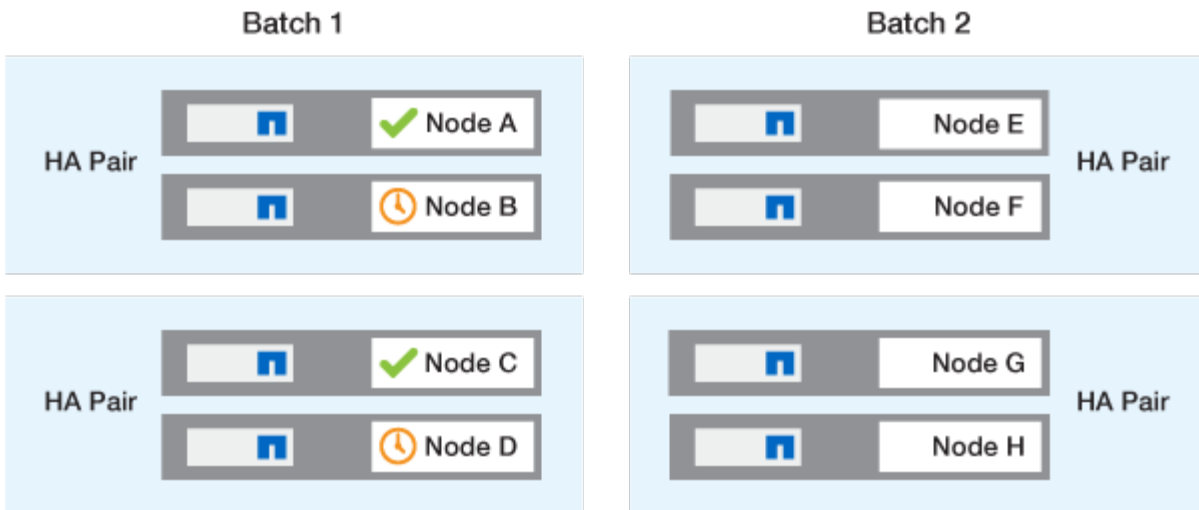 Batch 1
Batch 2
HA Pair
Node A
Node B
Node E
Node F
HA Pair
HA Pair
Node C
Node D
Node G
Node H
HA Pair